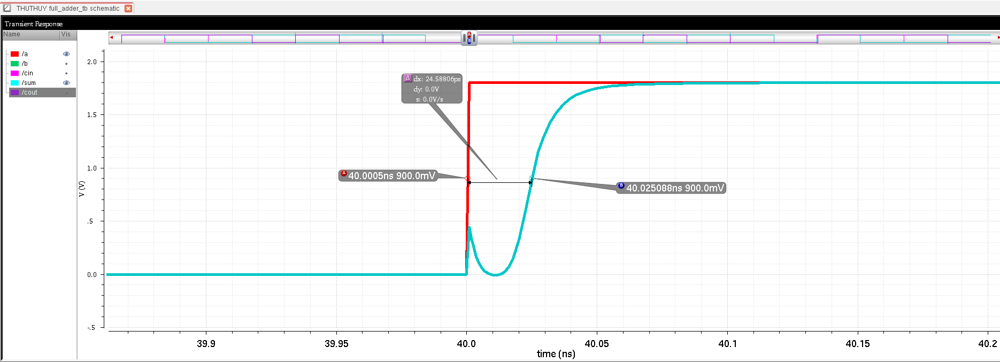 THUTHUY full_adder_tb schematic
Transient Response
Name Vis
/a
/b
/cin
/sum
/cout
A
B
2.0
1.5
1.0
.5
0.0
-.5
V (V)
Δ dx: 24.58806ps
dy: 0.0V
s: 0.0V/s
A 40.0005ns 900.0mV
B 40.025088ns 900.0mV
39.9 39.95 40.0 40.05 40.1 40.15 40.2
time (ns)